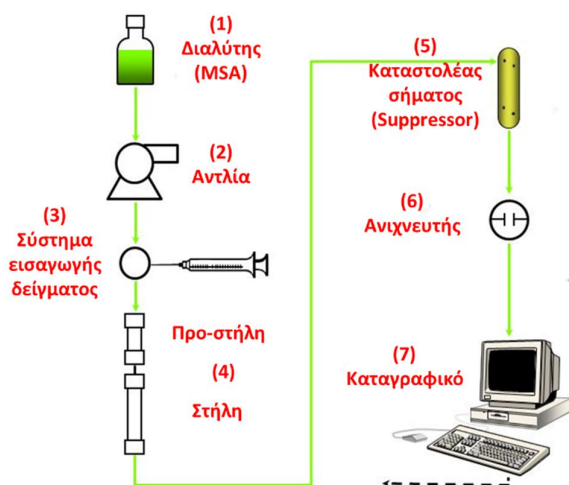 (1)
Διαλύτης
(MSA)
(2)
Αντλία
(3)
Σύστημα
εισαγωγής
δείγματος
Προ-στήλη
(4)
Στήλη
(5)
Καταστολέας
σήματος
(Suppressor)
(6)
Ανιχνευτής
(7)
Καταγραφικό